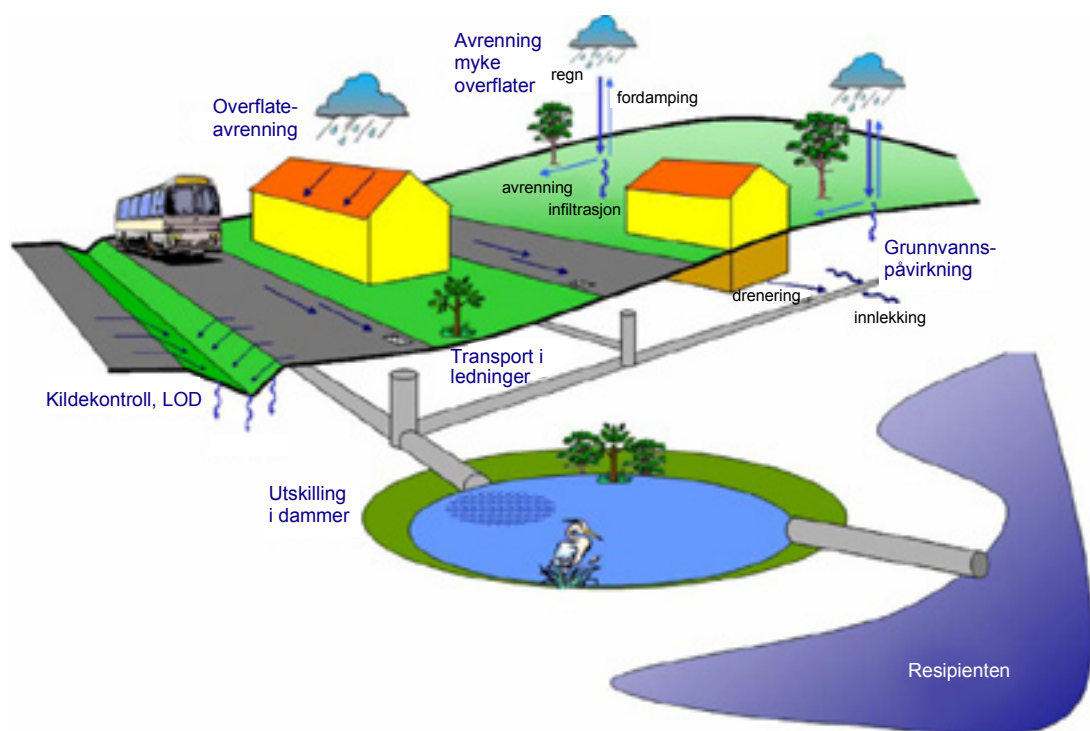 Avrenning
myke
overflater
regn
fordamping
Overflate-
avrenning
avrenning
infiltrasjon
Grunnvanns-
påvirkning
drenering
innlekking
Transport i
ledninger
Kildekontroll, LOD
Utskilling
i dammer
Resipienten